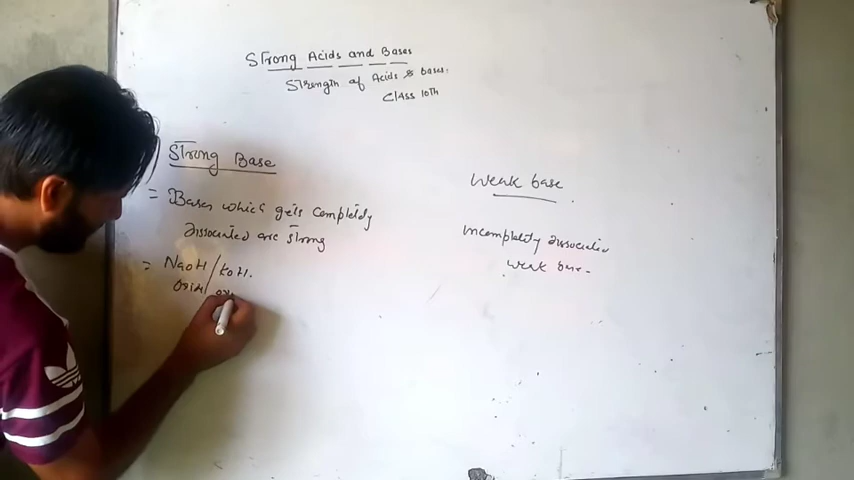 Strong Acids and Bases
Strength of Acids & bases.
Class 10th
Strong Base
= Bases which gets completely
dissociated are strong
= NaOH/KOH.
Weak base
incompletely dissociation
weak base.